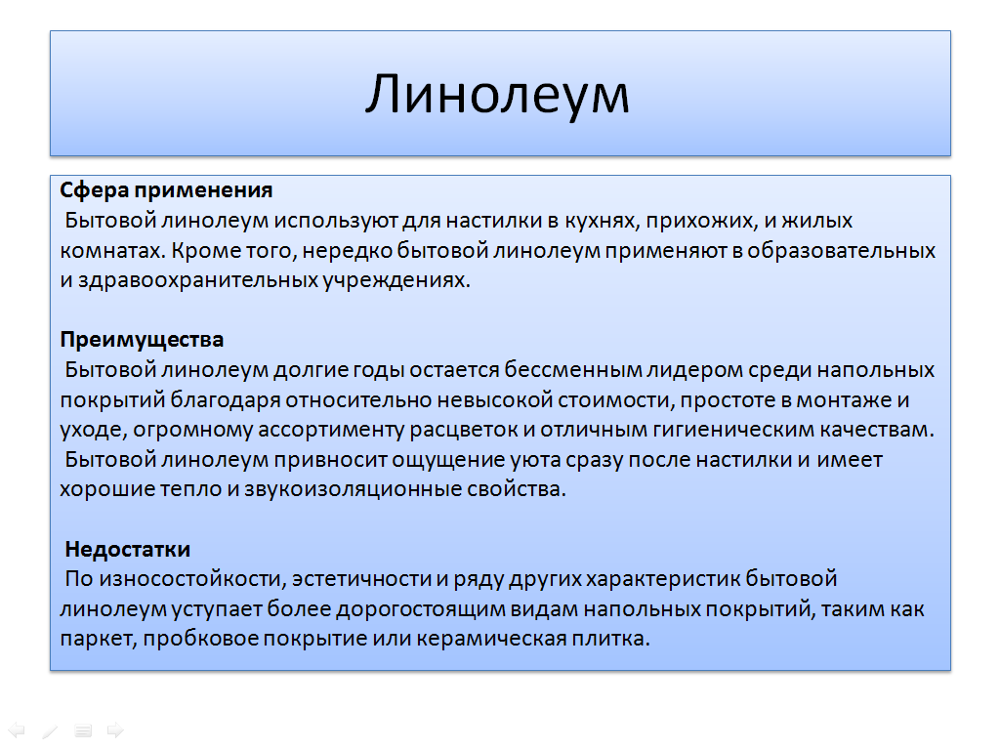 Линолеум
Сфера применения
Бытовой линолеум используют для настилки в кухнях, прихожих, и жилых
комнатах. Кроме того, нередко бытовой линолеум применяют в образовательных
и здравоохранительных учреждениях.
Преимущества
Бытовой линолеум долгие годы остается бессменным лидером среди напольных
покрытий благодаря относительно невысокой стоимости, простоте в монтаже и
уходе, огромному ассортименту расцветок и отличным гигиеническим качествам.
Бытовой линолеум привносит ощущение уюта сразу после настилки и имеет
хорошие тепло и звукоизоляционные свойства.
Недостатки
По износостойкости, эстетичности и ряду других характеристик бытовой
линолеум уступает более дорогостоящим видам напольных покрытий, таким как
паркет, пробковое покрытие или керамическая плитка.